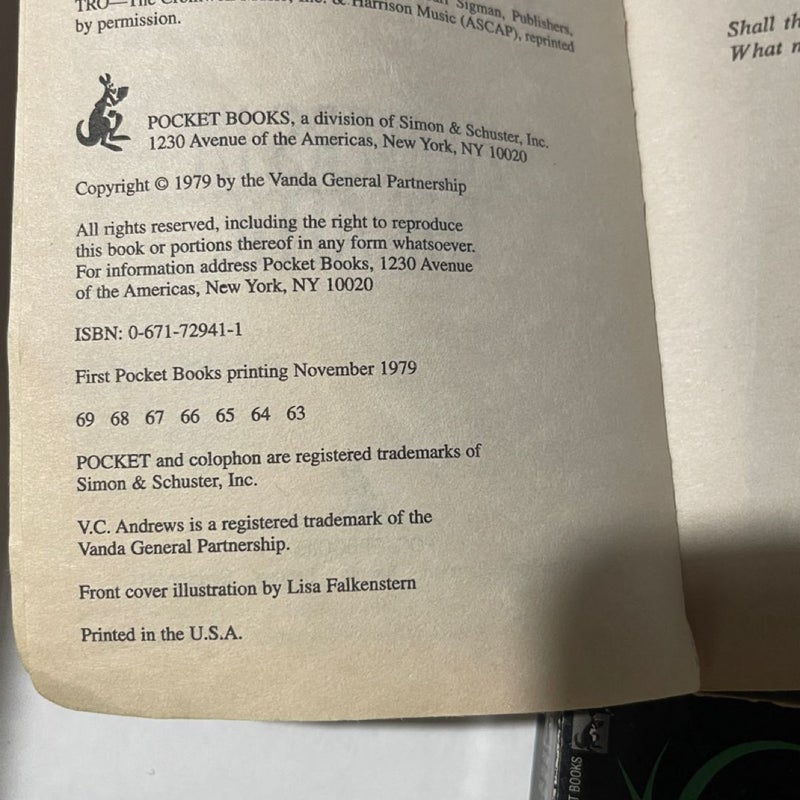 TRO—The
& Harrison Music (ASCAP), reprinted
Sigman, Publishers,
by permission.
POCKET BOOKS, a division of Simon & Schuster, Inc.
1230 Avenue of the Americas, New York, NY 10020
Copyright © 1979 by the Vanda General Partnership
All rights reserved, including the right to reproduce
this book or portions thereof in any form whatsoever.
For information address Pocket Books, 1230 Avenue
of the Americas, New York, NY 10020
ISBN: 0-671-72941-1
First Pocket Books printing November 1979
69 68 67 66 65 64 63
POCKET and colophon are registered trademarks of
Simon & Schuster, Inc.
V.C. Andrews is a registered trademark of the
Vanda General Partnership.
Front cover illustration by Lisa Falkenstern
Printed in the U.S.A.
Shall
What
BOOKS